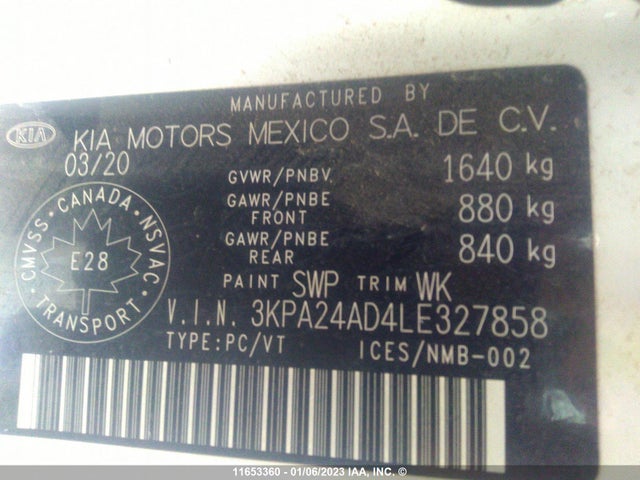 MANUFACTURED BY
KIA KIA MOTORS MEXICO S.A. DE C.V.
03/20
GVWR/PNBV 1640 kg
GAWR/PNBE FRONT 880 kg
GAWR/PNBE REAR 840 kg
CMVSS · CANADA · NSVAC
E28
TRANSPORT
PAINT SWP TRIM WK
V.I.N. 3KPA24AD4LE327858
TYPE:PC/VT ICES/NMB-002
11653360 - 01/06/2023 IAA, INC. ©